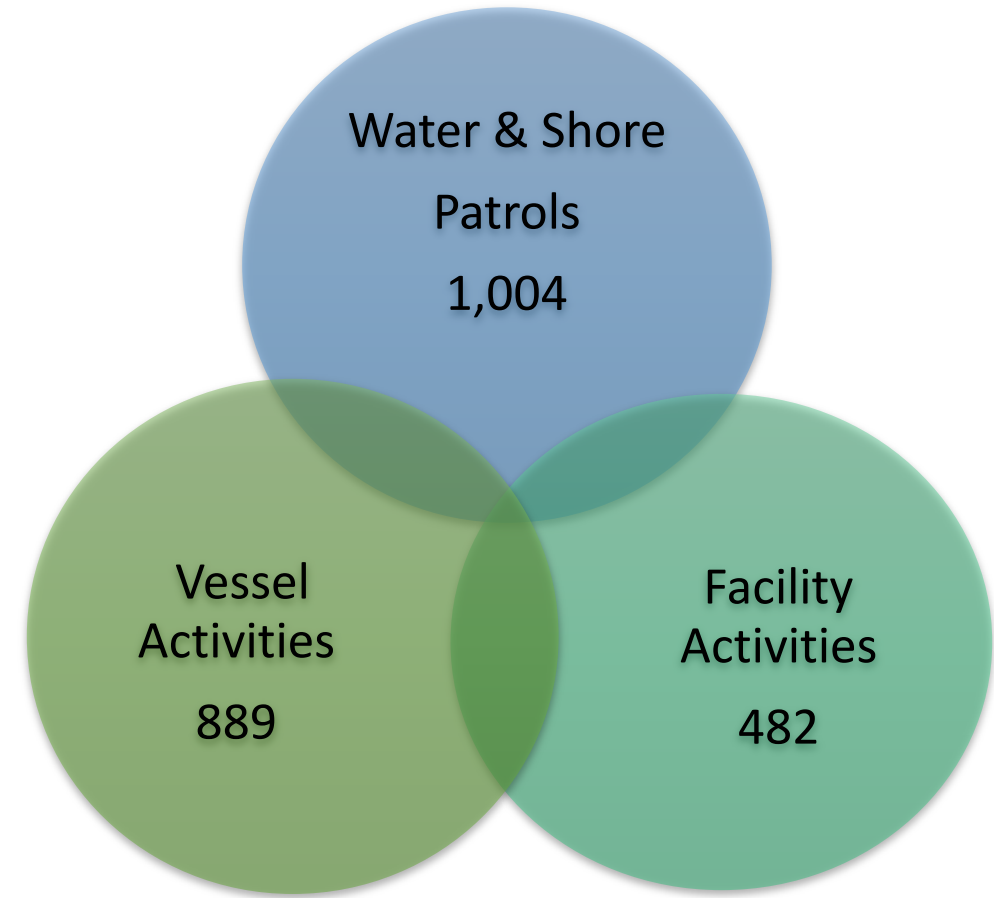 Water & Shore
Patrols
1,004
Vessel
Activities
889
Facility
Activities
482